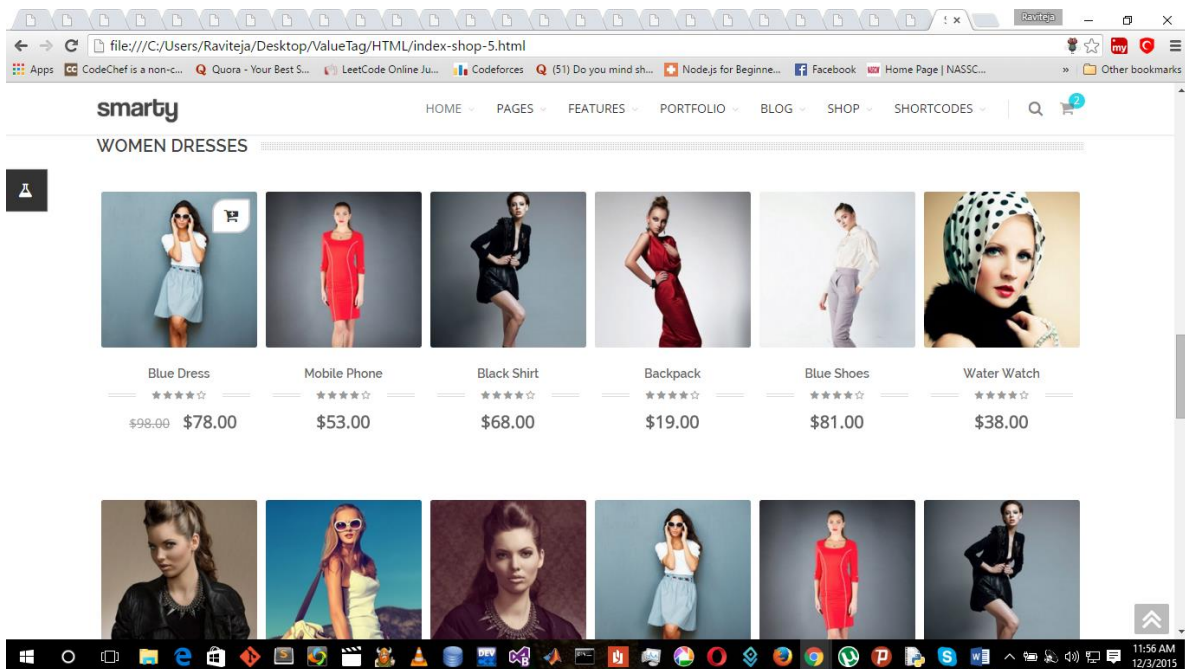 Raviteja
file:///C:/Users/Raviteja/Desktop/ValueTag/HTML/index-shop-5.html
my
Apps CC CodeChef is a non-c... Q Quora - Your Best S... LeetCode Online Ju... Codeforces Q (51) Do you mind sh... Node.js for Beginne... Facebook Home Page | NASSC... » Other bookmarks
smarty HOME PAGES FEATURES PORTFOLIO BLOG SHOP SHORTCODES 2
WOMEN DRESSES
Blue Dress Mobile Phone Black Shirt Backpack Blue Shoes Water Watch
$98.00 $78.00 $53.00 $68.00 $19.00 $81.00 $38.00
11:56 AM
12/3/2015